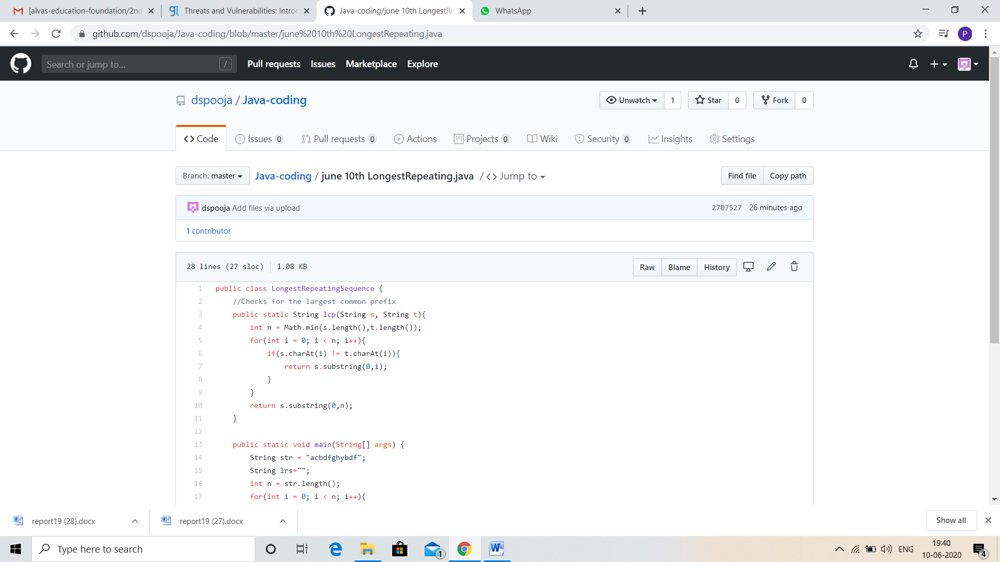 [alvas-education-foundation/2nd
Threats and Vulnerabilities: Intro
Java-coding/june 10th LongestRe
WhatsApp
github.com/dspooja/Java-coding/blob/master/june%2010th%20LongestRepeating.java
P
Search or jump to...
/
Pull requests
Issues
Marketplace
Explore
dspooja / Java-coding
Unwatch 1
Star 0
Fork 0
Code
Issues 0
Pull requests 0
Actions
Projects 0
Wiki
Security 0
Insights
Settings
Branch: master
Java-coding / june 10th LongestRepeating.java / <> Jump to
Find file
Copy path
dspooja Add files via upload
2707527 26 minutes ago
1 contributor
28 lines (27 sloc) 1.08 KB
Raw
Blame
History
1 public class LongestRepeatingSequence {
2 //Checks for the largest common prefix
3 public static String lcp(String s, String t){
4 int n = Math.min(s.length(),t.length());
5 for(int i = 0; i < n; i++){
6 if(s.charAt(i) != t.charAt(i)){
7 return s.substring(0,i);
8 }
9 }
10 return s.substring(0,n);
11 }
12
13 public static void main(String[] args) {
14 String str = "acbdfghybdf";
15 String lrs="";
16 int n = str.length();
17 for(int i = 0; i < n; i++){
report19 (28).docx
report19 (27).docx
Show all
Type here to search
1
ENG
19:40
10-06-2020
4